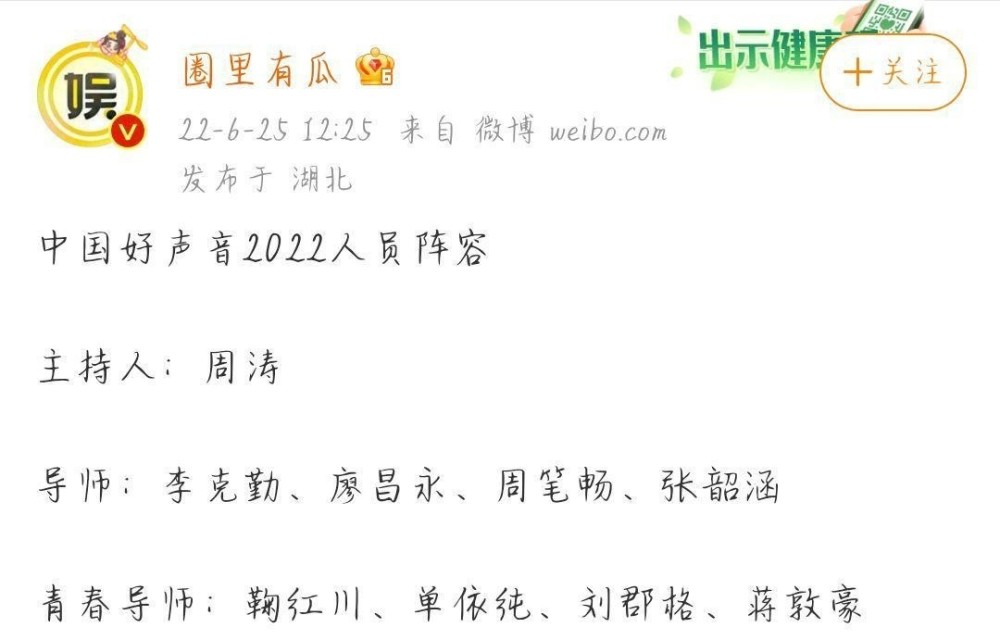 娱
圈里有瓜
6
出示健康
十关注
V
22-6-25 12:25 来自 微博 weibo.com
发布于 湖北
中国好声音2022人员阵容
主持人：周涛
导师：李克勤、廖昌永、周笔畅、张韶涵
青春导师：鞠红川、单依纯、刘郡格、蒋敦豪